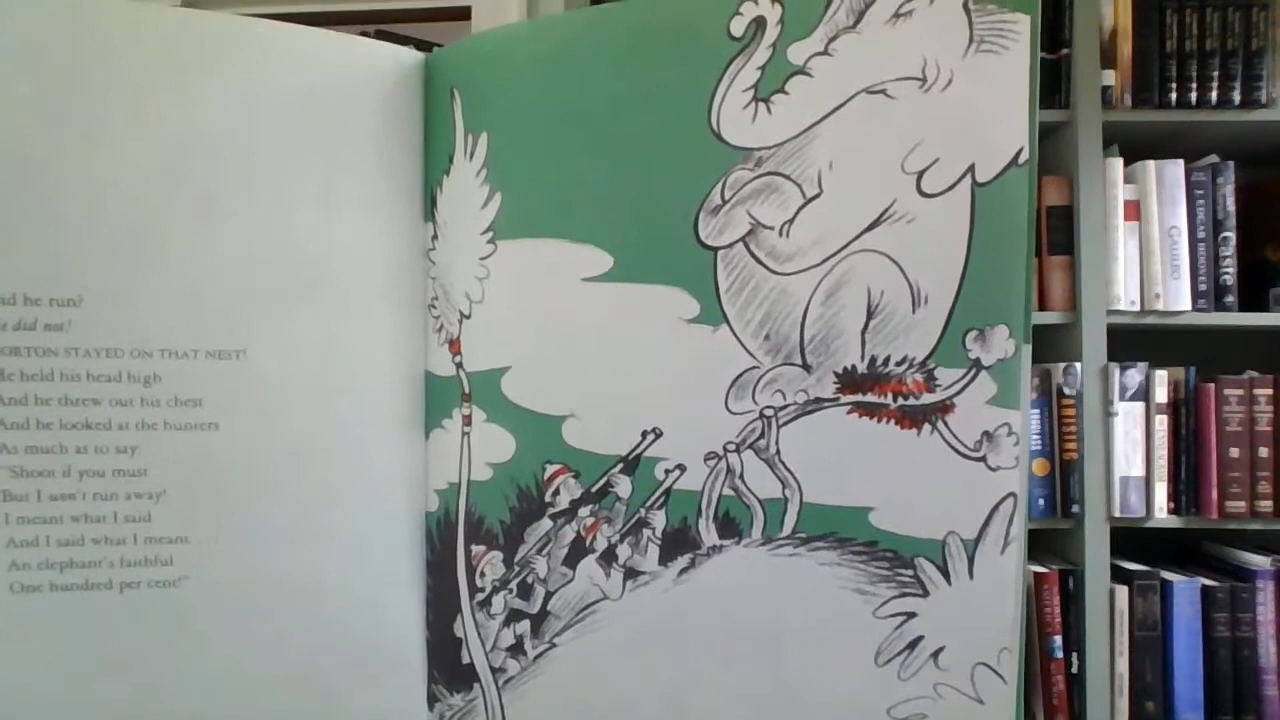 id he run?
e did not!
ORTON STAYED ON THAT NEST!
He held his head high
And he threw out his chest
And he looked at the hunters
As much as to say:
"Shoot if you must
But I won't run away!
I meant what I said
And I said what I meant. . . .
An elephant's faithful
One hundred per cent!"
GALILEO
J. EDGAR HOOVER
Caste
ARISING
DOUGLASS